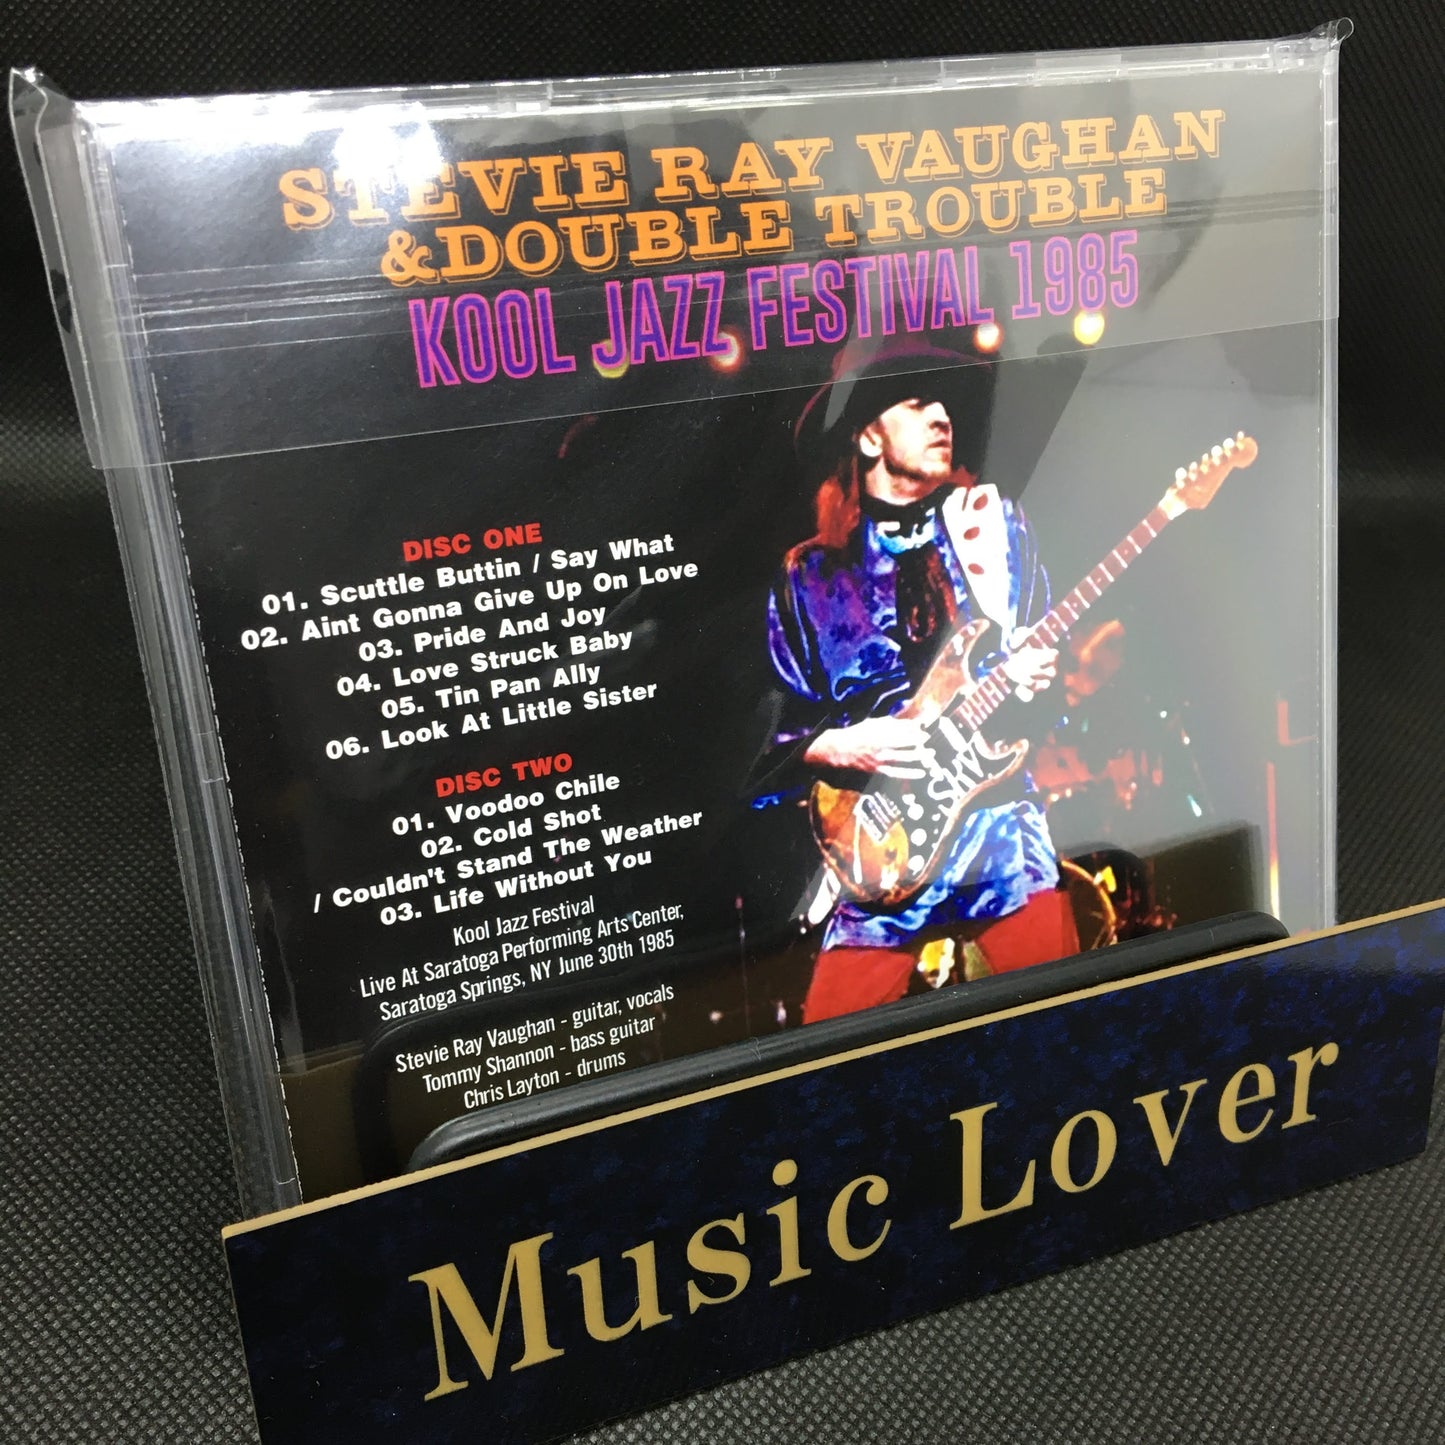 STEVIE RAY VAUGHAN
&DOUBLE TROUBLE
KOOL JAZZ FESTIVAL 1985
DISC ONE
01. Scuttle Buttin / Say What
02. Aint Gonna Give Up On Love
03. Pride And Joy
04. Love Struck Baby
05. Tin Pan Ally
06. Look At Little Sister
DISC TWO
01. Voodoo Chile
02. Cold Shot
/ Couldn't Stand The Weather
03. Life Without You
Kool Jazz Festival
Live At Saratoga Performing Arts Center,
Saratoga Springs, NY June 30th 1985
Stevie Ray Vaughan - guitar, vocals
Tommy Shannon - bass guitar
Chris Layton - drums
Music Lover